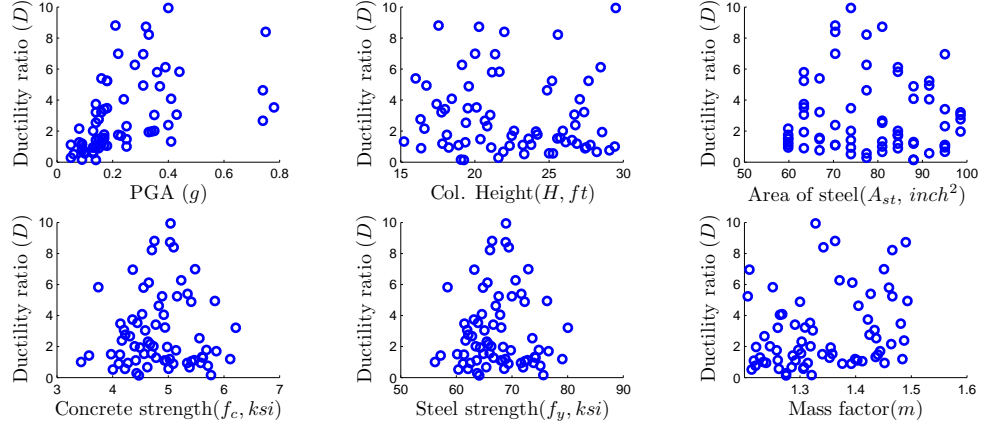 Ductility ratio (D)
10
8
6
4
2
0
0 0.2 0.4 0.6 0.8
PGA (g)
Ductility ratio (D)
10
8
6
4
2
0
15 20 25 30
Col. Height(H, ft)
Ductility ratio (D)
10
8
6
4
2
0
50 60 70 80 90 100
Area of steel(A_st, inch²)
Ductility ratio (D)
10
8
6
4
2
0
3 4 5 6 7
Concrete strength(f_c, ksi)
Ductility ratio (D)
10
8
6
4
2
0
50 60 70 80 90
Steel strength(f_y, ksi)
Ductility ratio (D)
10
8
6
4
2
0
1.3 1.4 1.5 1.6
Mass factor(m)